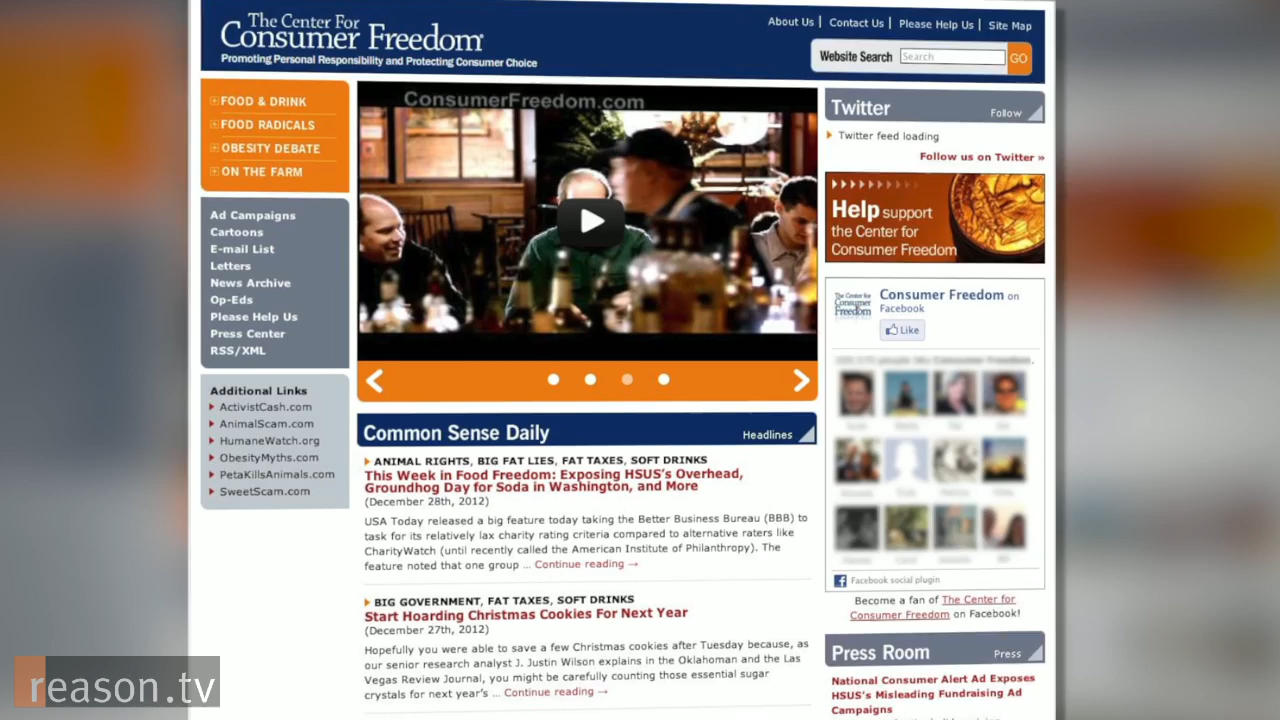 The Center For
Consumer Freedom
Promoting Personal Responsibility and Protecting Consumer Choice
About Us | Contact Us | Please Help Us | Site Map
Website Search Search GO
FOOD & DRINK
FOOD RADICALS
OBESITY DEBATE
ON THE FARM
Ad Campaigns
Cartoons
E-mail List
Letters
News Archive
Op-Eds
Please Help Us
Press Center
RSS/XML
Additional Links
ActivistCash.com
AnimalScam.com
HumaneWatch.org
ObesityMyths.com
PetaKillsAnimals.com
SweetScam.com
ConsumerFreedom.com
Common Sense Daily Headlines
ANIMAL RIGHTS, BIG FAT LIES, FAT TAXES, SOFT DRINKS
This Week in Food Freedom: Exposing HSUS's Overhead,
Groundhog Day for Soda in Washington, and More
(December 28th, 2012)
USA Today released a big feature today taking the Better Business Bureau (BBB) to
task for its relatively lax charity rating criteria compared to alternative raters like
CharityWatch (until recently called the American Institute of Philanthropy). The
feature noted that one group ... Continue reading →
BIG GOVERNMENT, FAT TAXES, SOFT DRINKS
Start Hoarding Christmas Cookies For Next Year
(December 27th, 2012)
Hopefully you were able to save a few Christmas cookies after Tuesday because, as
our senior research analyst J. Justin Wilson explains in the Oklahoman and the Las
Vegas Review Journal, you might be carefully counting those essential sugar
crystals for next year's ... Continue reading →
Twitter Follow
Twitter feed loading
Follow us on Twitter »
Help support
the Center for
Consumer Freedom
The Center for
Consumer
Freedom
Consumer Freedom on
Facebook
Like
Facebook social plugin
Become a fan of The Center for
Consumer Freedom on Facebook!
Press Room Press
National Consumer Alert Ad Exposes
HSUS's Misleading Fundraising Ad
Campaigns
reason.tv